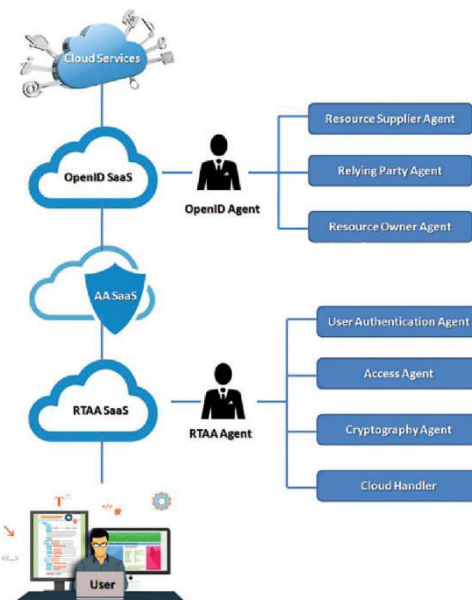 Cloud Services
OpenID SaaS
OpenID Agent
Resource Supplier Agent
Relying Party Agent
Resource Owner Agent
AA SaaS
RTAA SaaS
RTAA Agent
User Authentication Agent
Access Agent
Cryptography Agent
Cloud Handler
T
</>
<...>
User